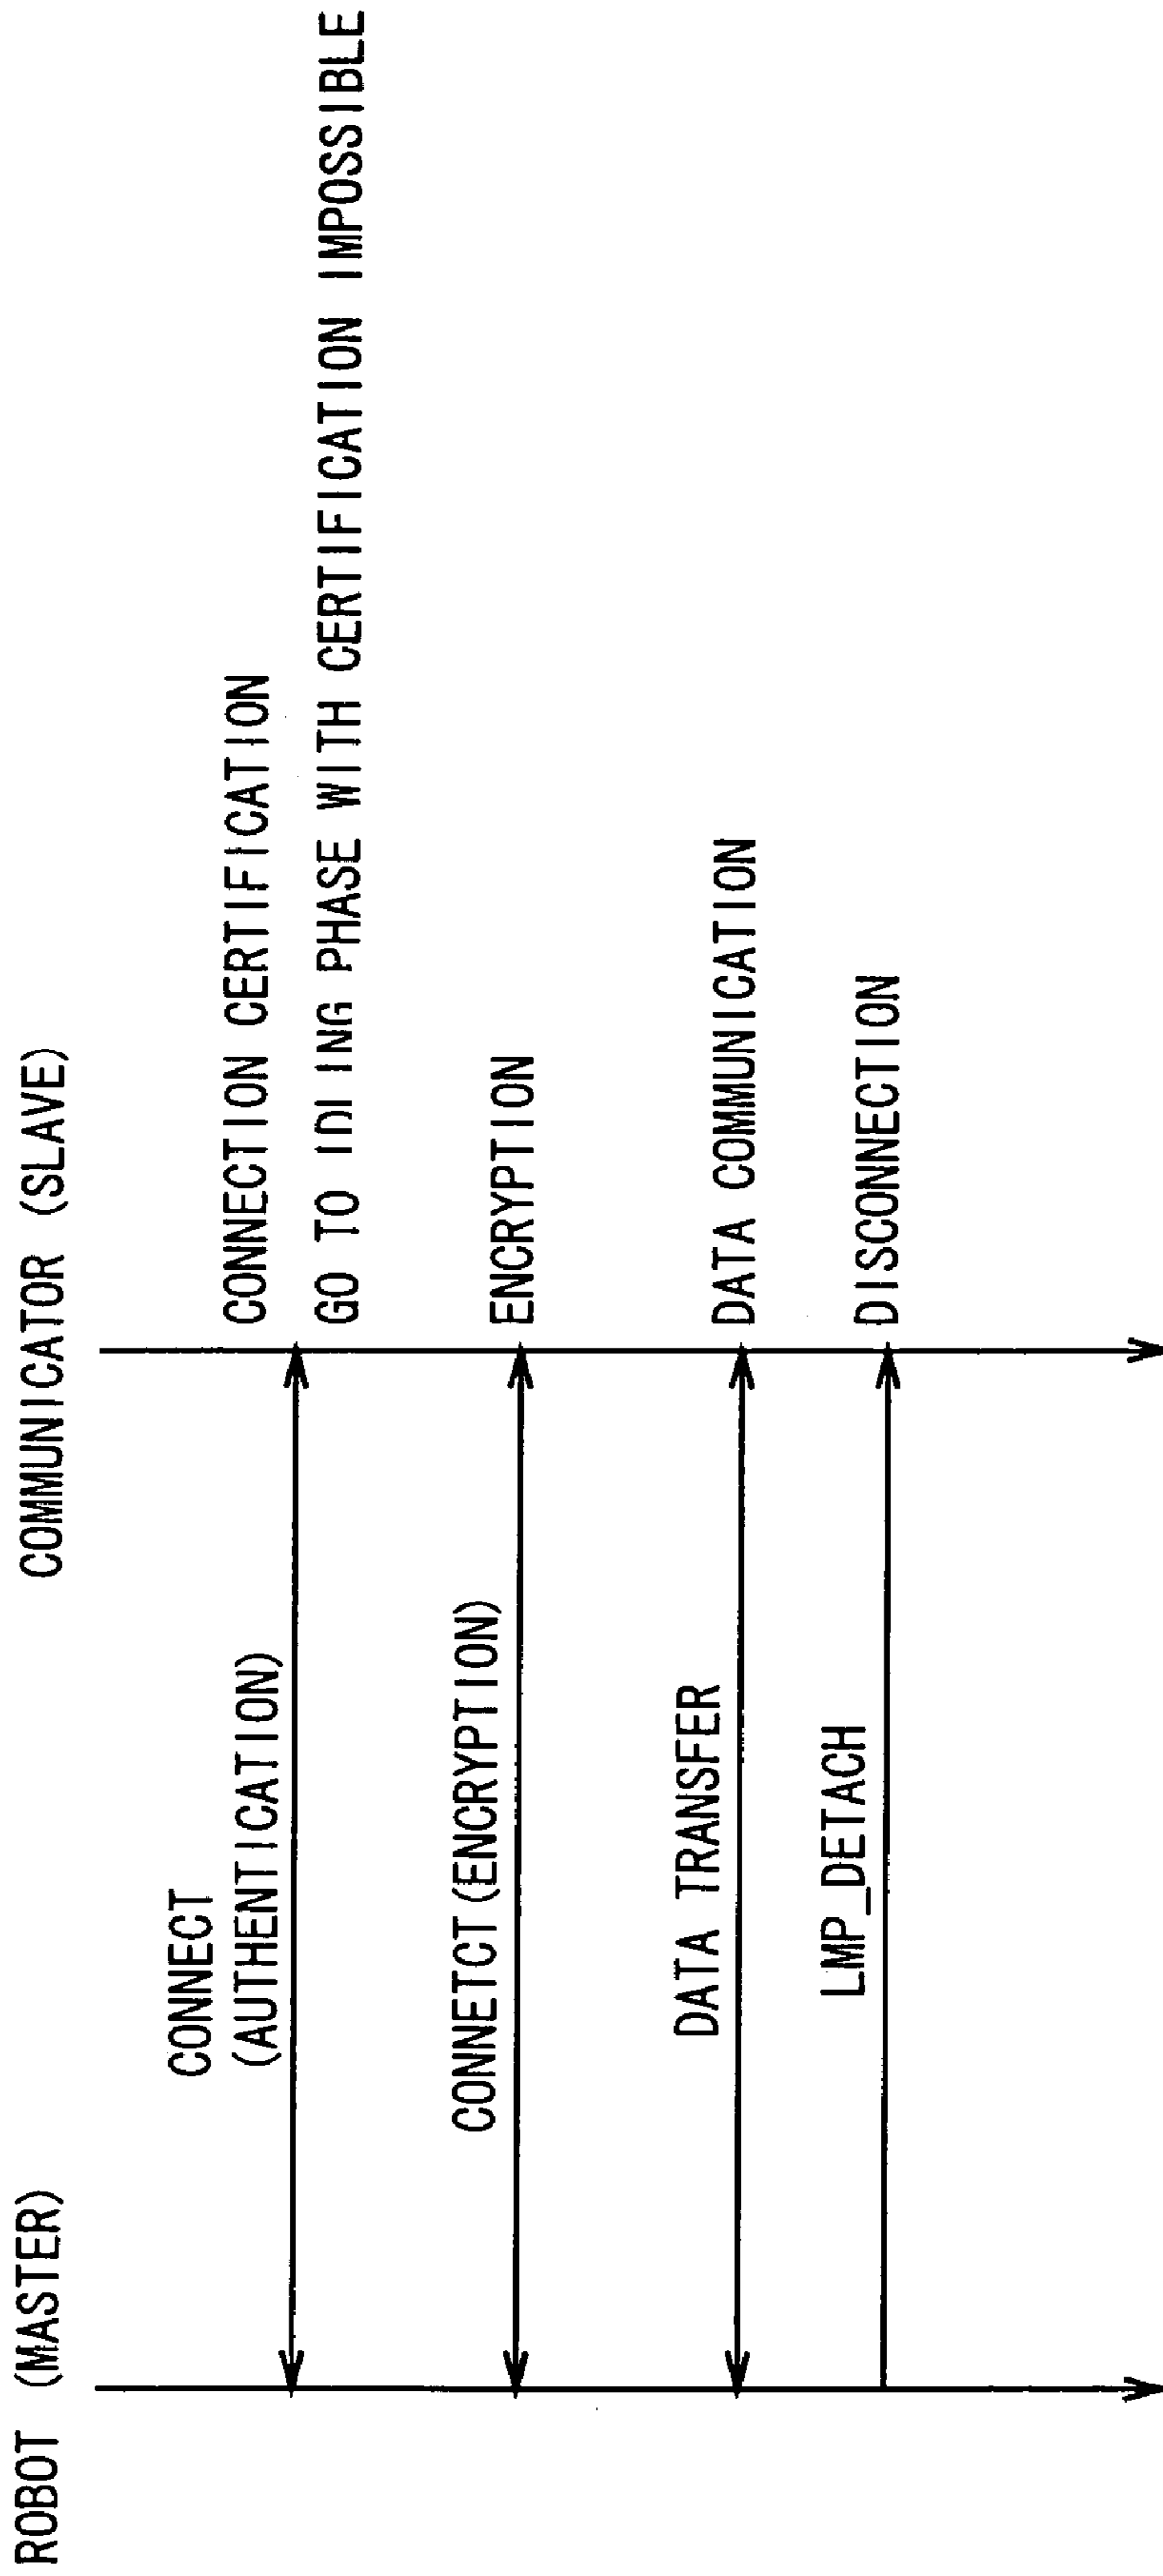 ROBOT (MASTER)
COMMUNICATOR (SLAVE)
CONNECT
(AUTHENTICATION)
CONNECTION CERTIFICATION
GO TO IDLING PHASE WITH CERTIFICATION IMPOSSIBLE
CONNETCT (ENCRYPTION)
ENCRYPTION
DATA TRANSFER
DATA COMMUNICATION
LMP_DETACH
DISCONNECTION